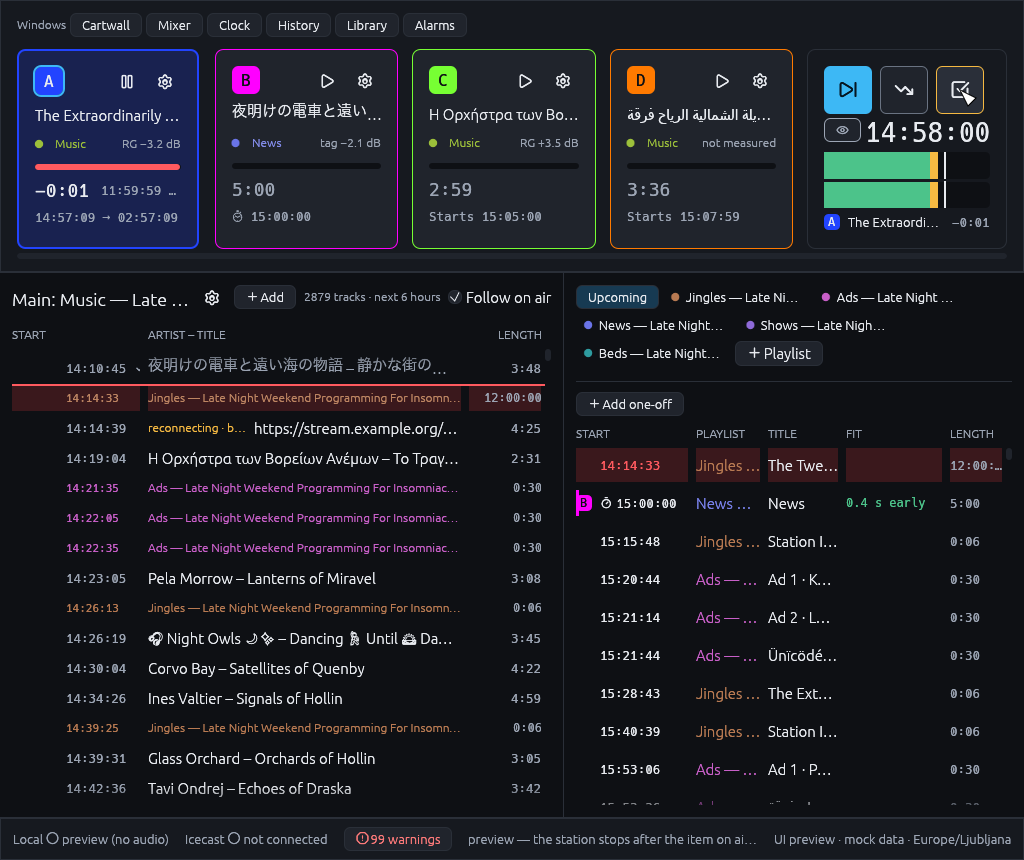 Windows Cartwall Mixer Clock History Library Alarms
A
The Extraordinarily …
Music RG −3.2 dB
−0:01 11:59:59 …
14:57:09 → 02:57:09
B
夜明けの電車と遠い…
News tag −2.1 dB
5:00
15:00:00
C
Η Ορχήστρα των Βο…
Music RG +3.5 dB
2:59
Starts 15:05:00
D
…يلة الشمالية الرياح فرقة
Music not measured
3:36
Starts 15:07:59
14:58:00
A The Extraordi… −0:01
Main: Music — Late … + Add 2879 tracks · next 6 hours Follow on air
START ARTIST – TITLE LENGTH
14:10:45 夜明けの電車と遠い海の物語 – 静かな街の… 3:48
14:14:33 Jingles — Late Night Weekend Programming For Insomn… 12:00:00
14:14:39 reconnecting · b… https://stream.example.org/… 4:25
14:19:04 Η Ορχήστρα των Βορείων Ανέμων – Το Τραγ… 2:31
14:21:35 Ads — Late Night Weekend Programming For Insomniac… 0:30
14:22:05 Ads — Late Night Weekend Programming For Insomniac… 0:30
14:22:35 Ads — Late Night Weekend Programming For Insomniac… 0:30
14:23:05 Pela Morrow – Lanterns of Miravel 3:08
14:26:13 Jingles — Late Night Weekend Programming For Insomn… 0:06
14:26:19 🎧 Night Owls 🌙✨ – Dancing 💃 Until 🌅 Da… 3:45
14:30:04 Corvo Bay – Satellites of Quenby 4:22
14:34:26 Ines Valtier – Signals of Hollin 4:59
14:39:25 Jingles — Late Night Weekend Programming For Insomn… 0:06
14:39:31 Glass Orchard – Orchards of Hollin 3:05
14:42:36 Tavi Ondrej – Echoes of Draska 3:42
Upcoming Jingles — Late Ni… Ads — Late Night …
News — Late Night… Shows — Late Nigh…
Beds — Late Night… + Playlist
+ Add one-off
START PLAYLIST TITLE FIT LENGTH
14:14:33 Jingles … The Twe… 12:00:…
B 15:00:00 News … News 0.4 s early 5:00
15:15:48 Jingles … Station I… 0:06
15:20:44 Ads — … Ad 1 · K… 0:30
15:21:14 Ads — … Ad 2 · L… 0:30
15:21:44 Ads — … Ünïcödé… 0:30
15:28:43 Jingles … The Ext… 0:06
15:40:39 Jingles … Station I… 0:06
15:53:06 Ads — … Ad 1 · P… 0:30
Local preview (no audio) Icecast not connected 99 warnings preview — the station stops after the item on ai… UI preview · mock data · Europe/Ljubljana